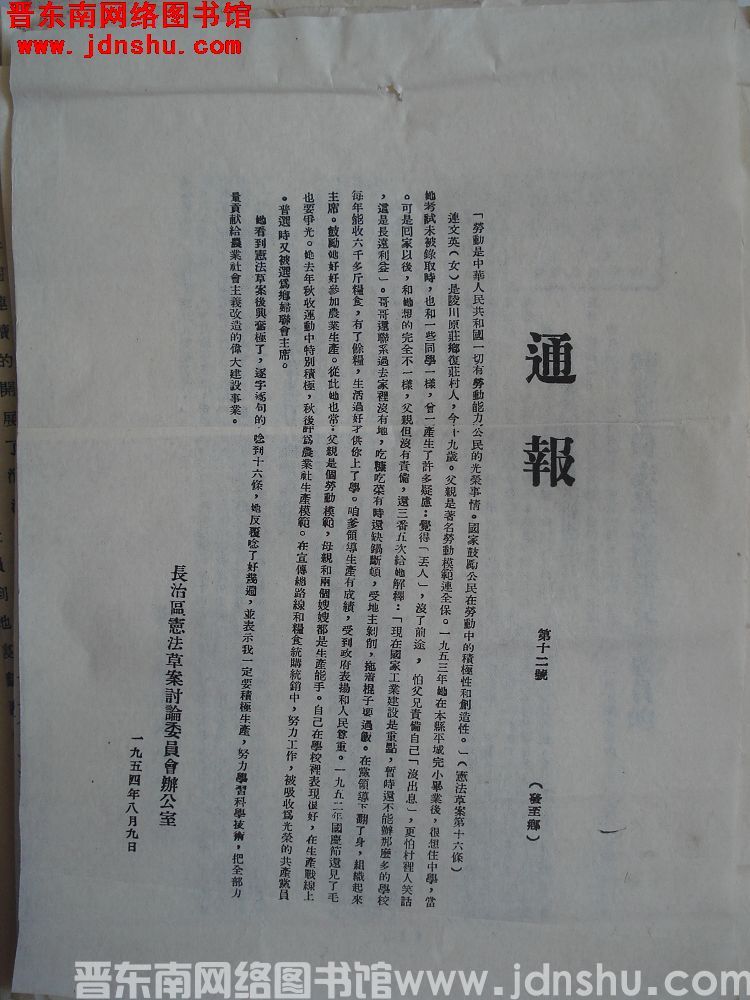 晋东南网络图书馆
www.jdnshu.com
通報
第十二號
(發至鄉)
「勞動是中華人民共和國一切有勞動能力公民的光榮事情。國家鼓勵公民在勞動中的積極性和創造性。」(憲法草案第十六條)
連文英(女)是陵川原莊鄉復莊村人,今十九歲。父親是著名勞動模範連全保。一九五三年她在本縣平城完小畢業後,很想住中學,當
她考試未被錄取時,也和一些同學一樣,曾一產生了許多疑慮:覺得「丟人」,沒了前途,怕父兄責備自己「沒出息」,更怕村裡人笑話
。可是回家以後,和她想的完全不一樣,父親但沒有責備,還三番五次給她解釋:「現在國家工業建設是重點,暫時還不能辦那麼多的學校
,這是長遠利益」。哥哥還聯系過去家裡沒有地,吃糠吃菜有時還缺鍋斷頓,受地主剝削,拖着棍子要過飯。在黨領導下翻了身,組織起來
每年能收六千多斤糧食,有了餘糧,生活過好才供你上了學。咱爹領導生產有成績,受到政府表揚和人民尊重。一九五二年國慶節還見了毛
主席。鼓勵她好好參加農業生產。從此她也常:父親是個勞動模範,母親和兩個嫂嫂都是生產能手。自己在學校裡表現很好,在生產戰線上
也要爭光。她去年秋收運動中特別積極,秋後評為農業社生產模範。在宣傳總路線和糧食統購統銷中,努力工作,被吸收為光榮的共產黨員
。普選時又被選為鄉婦聯會主席。
她看到憲法草案後興奮極了,逐字逐句的唸到十六條,她反覆唸了好幾過,並表示我一定要積極生產,努力學習科學技術,把全部力
量貢献給農業社會主義改造的偉大建設事業。
長治區憲法草案討論委員會辦公室
一九五四年八月九日
晋东南网络图书馆www.jdnshu.com